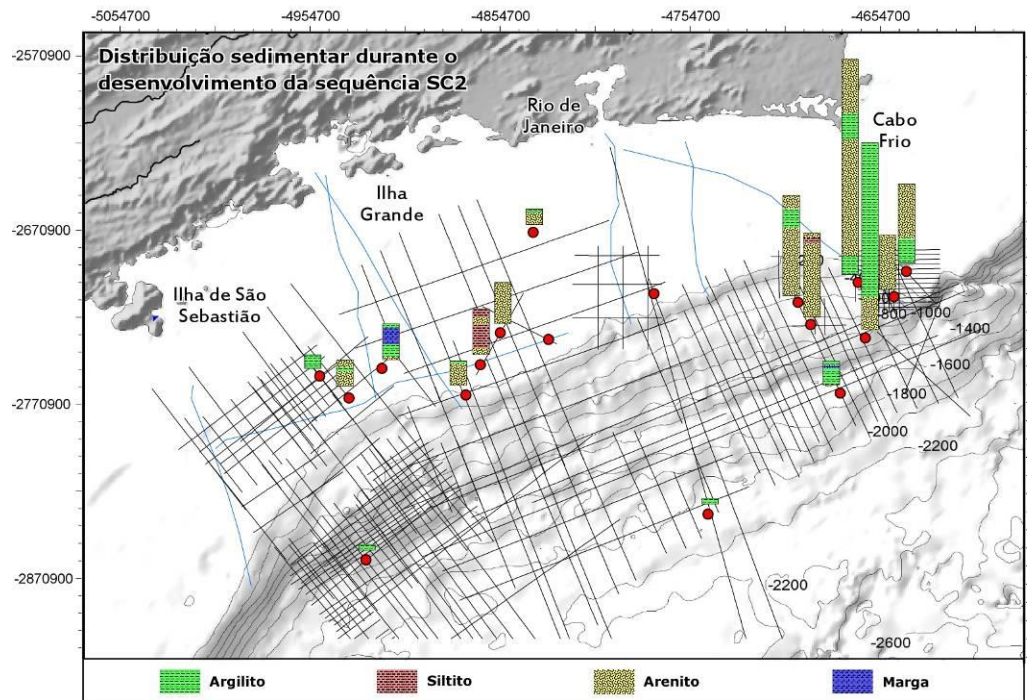 -5054700 -4954700 -4854700 -4754700 -4654700
-2570900
Distribuição sedimentar durante o
desenvolvimento da sequência SC2
Rio de
Janeiro
Cabo
Frio
Ilha
Grande
-2670900
Ilha de São
Sebastião
-800
-1000
-1400
-1600
-1800
-2770900
-2000
-2200
-2870900
-2200
-2600
Argilito Siltito Arenito Marga